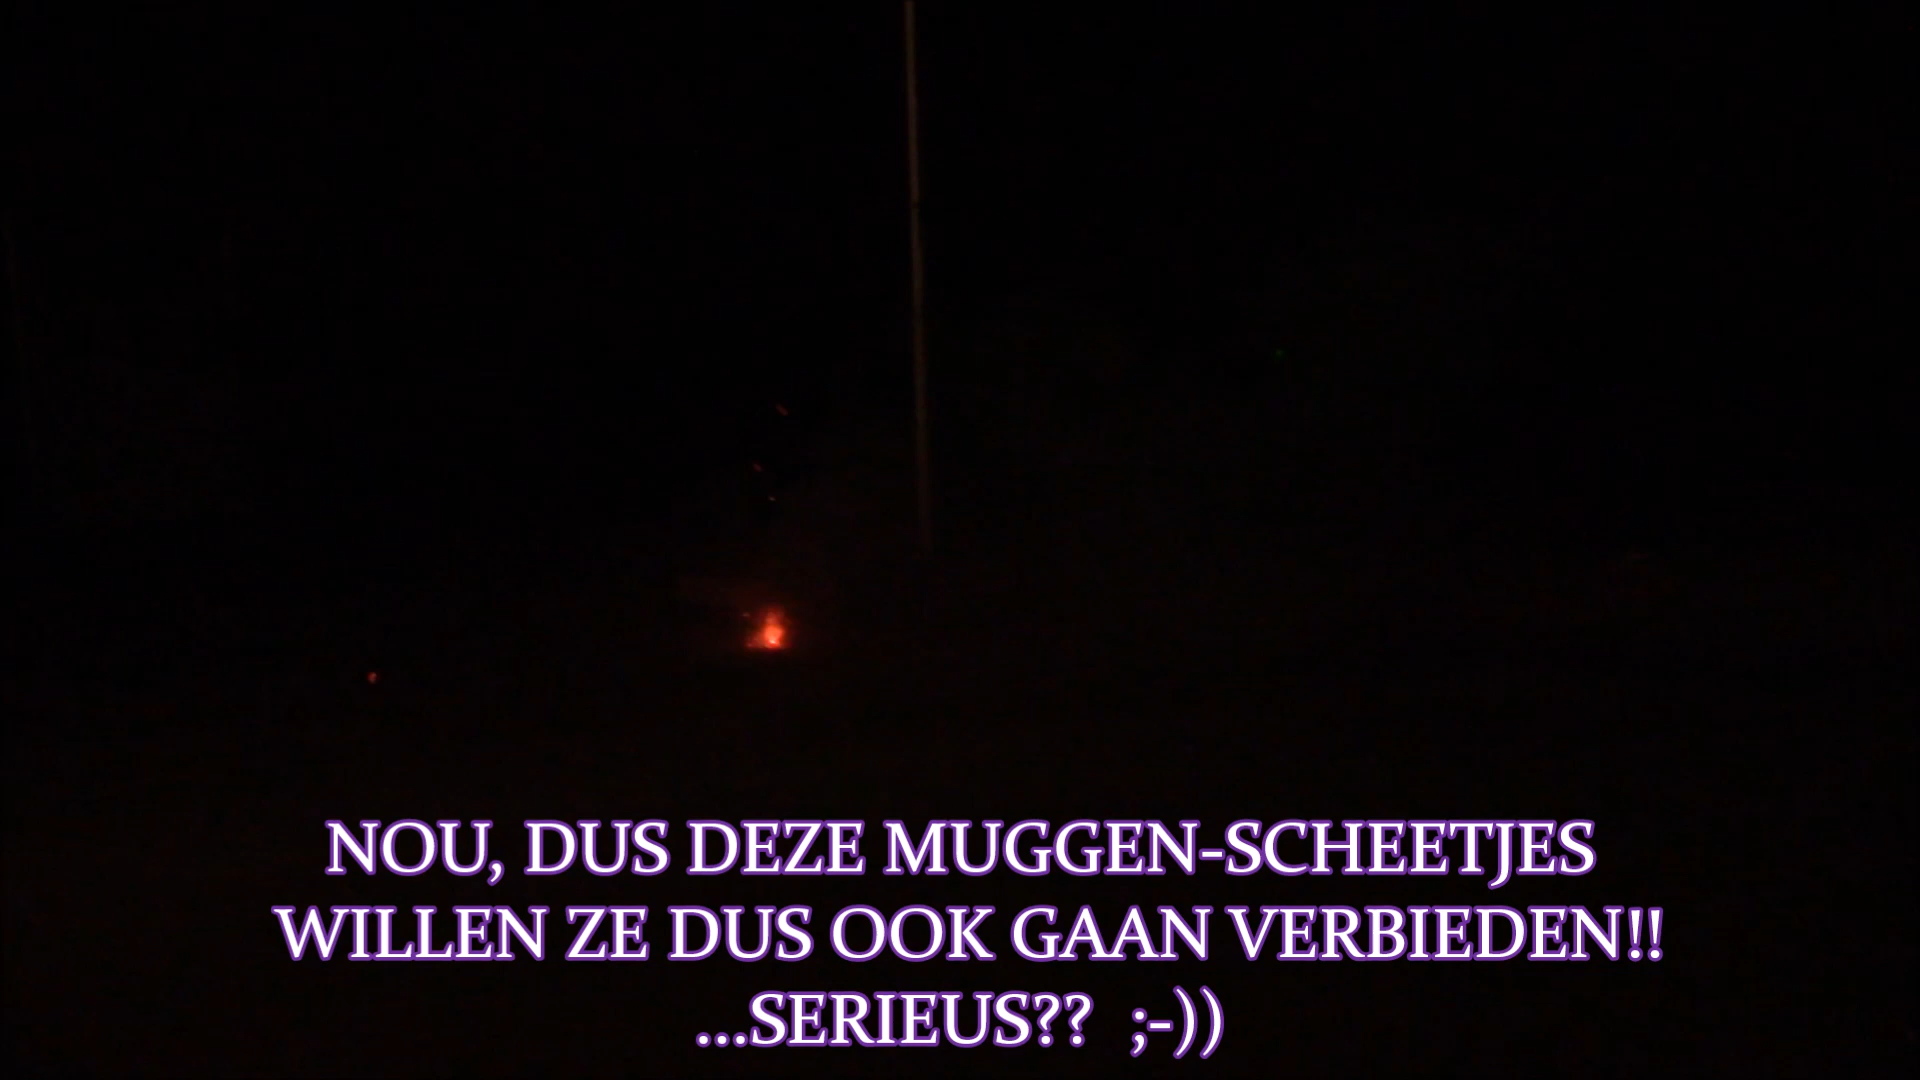 NOU, DUS DEZE MUGGEN-SCHEETJES
WILLEN ZE DUS OOK GAAN VERBIEDEN!!
...SERIEUS??  ;-))